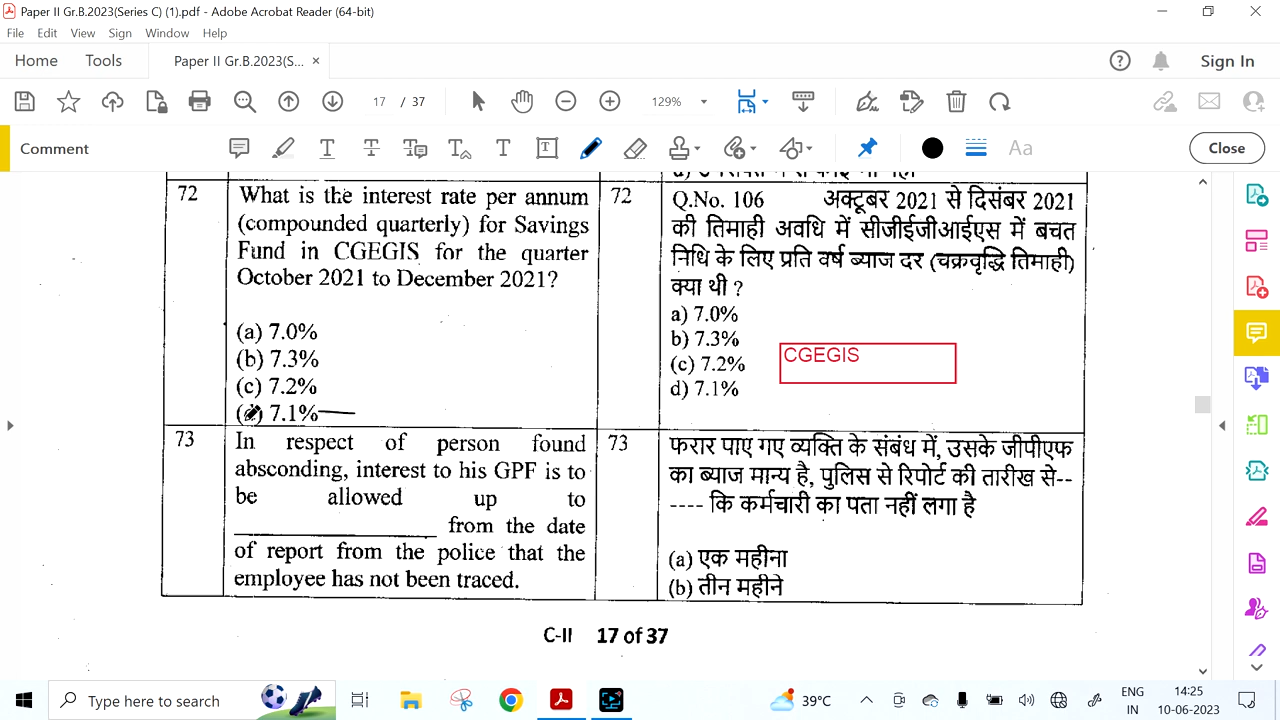 Paper II Gr.B.2023(Series C) (1).pdf - Adobe Acrobat Reader (64-bit)
File Edit View Sign Window Help
Home Tools Paper II Gr.B.2023(S... × Sign In
17 / 37 129%
Comment Aa Close
72 What is the interest rate per annum
(compounded quarterly) for Savings
Fund in CGEGIS for the quarter
October 2021 to December 2021?
(a) 7.0%
(b) 7.3%
(c) 7.2%
(d) 7.1%
72 Q.No. 106 अक्टूबर 2021 से दिसंबर 2021
की तिमाही अवधि में सीजीईजीआईएस में बचत
निधि के लिए प्रति वर्ष ब्याज दर (चक्रवृद्धि तिमाही)
क्या थी ?
a) 7.0%
b) 7.3%
(c) 7.2%
d) 7.1%
CGEGIS
73 In respect of person found
absconding, interest to his GPF is to
be allowed up to
_________________ from the date
of report from the police that the
employee has not been traced.
73 फरार पाए गए व्यक्ति के संबंध में, उसके जीपीएफ
का ब्याज मान्य है, पुलिस से रिपोर्ट की तारीख से--
----- कि कर्मचारी का पता नहीं लगा है
(a) एक महीना
(b) तीन महीने
C-II 17 of 37
Type here to search
39°C
ENG
IN
14:25
10-06-2023